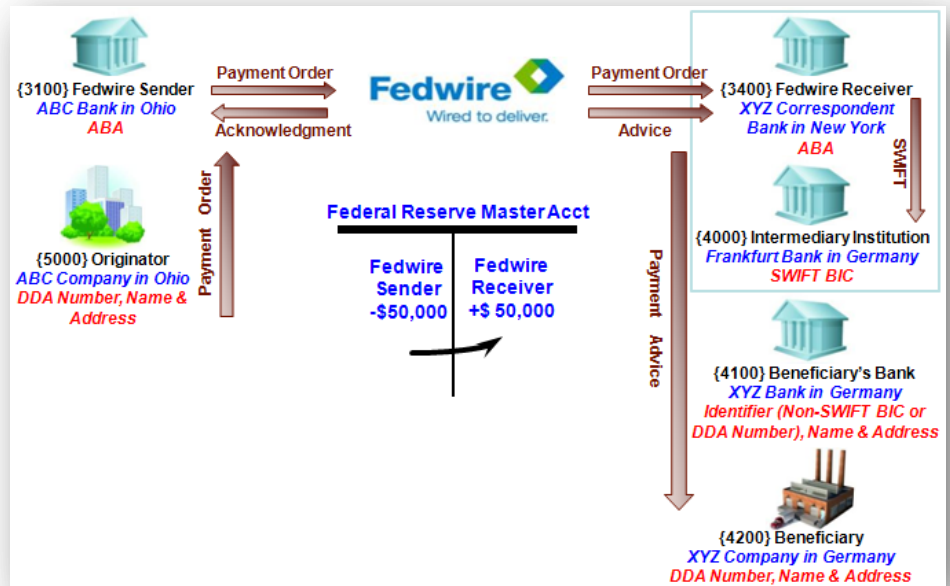 {3100} Fedwire Sender
ABC Bank in Ohio
ABA
Payment Order
Acknowledgment
Fedwire
Wired to deliver.
Payment Order
Advice
{3400} Fedwire Receiver
XYZ Correspondent
Bank in New York
ABA
SWIFT
{5000} Originator
ABC Company in Ohio
DDA Number, Name &
Address
Payment Order
Federal Reserve Master Acct
Fedwire
Sender
-$50,000
Fedwire
Receiver
+$ 50,000
Payment Advice
{4000} Intermediary Institution
Frankfurt Bank in Germany
SWIFT BIC
{4100} Beneficiary's Bank
XYZ Bank in Germany
Identifier (Non-SWIFT BIC or
DDA Number), Name & Address
{4200} Beneficiary
XYZ Company in Germany
DDA Number, Name & Address